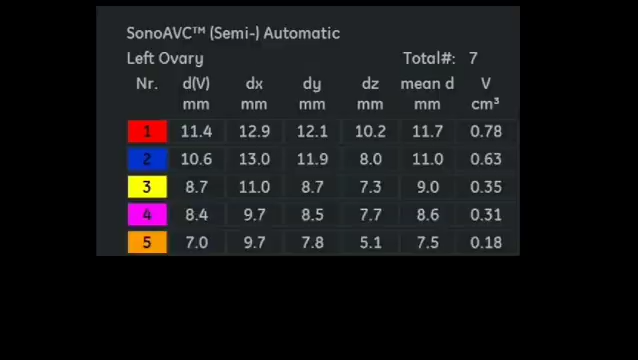 SonoAVC™ (Semi-) Automatic
Left Ovary Total#: 7
Nr. d(V) dx dy dz mean d V
mm mm mm mm mm cm³
1 11.4 12.9 12.1 10.2 11.7 0.78
2 10.6 13.0 11.9 8.0 11.0 0.63
3 8.7 11.0 8.7 7.3 9.0 0.35
4 8.4 9.7 8.5 7.7 8.6 0.31
5 7.0 9.7 7.8 5.1 7.5 0.18